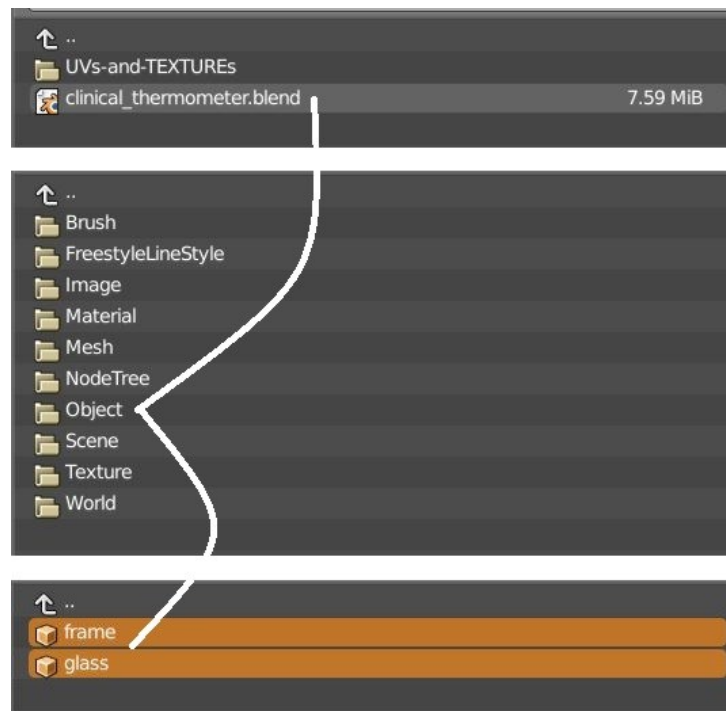 ..
UVs-and-TEXTUREs
clinical_thermometer.blend 7.59 MiB
..
Brush
FreestyleLineStyle
Image
Material
Mesh
NodeTree
Object
Scene
Texture
World
..
frame
glass